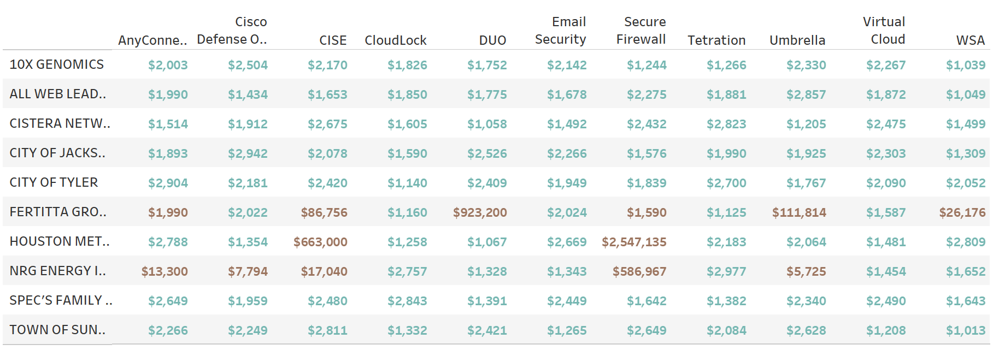 AnyConne.. Cisco Defense O.. CISE CloudLock DUO Email Security Secure Firewall Tetration Umbrella Virtual Cloud WSA
10X GENOMICS $2,003 $2,504 $2,170 $1,826 $1,752 $2,142 $1,244 $1,266 $2,330 $2,267 $1,039
ALL WEB LEAD.. $1,990 $1,434 $1,653 $1,850 $1,775 $1,678 $2,275 $1,881 $2,857 $1,872 $1,049
CISTERA NETW.. $1,514 $1,912 $2,675 $1,605 $1,058 $1,492 $2,432 $2,823 $1,205 $2,475 $1,499
CITY OF JACKS.. $1,893 $2,942 $2,078 $1,590 $2,526 $2,266 $1,576 $1,990 $1,925 $2,303 $1,309
CITY OF TYLER $2,904 $2,181 $2,420 $1,140 $2,409 $1,949 $1,839 $2,700 $1,767 $2,090 $2,052
FERTITTA GRO.. $1,990 $2,022 $86,756 $1,160 $923,200 $2,024 $1,590 $1,125 $111,814 $1,587 $26,176
HOUSTON MET.. $2,788 $1,354 $663,000 $1,258 $1,067 $2,669 $2,547,135 $2,183 $2,064 $1,481 $2,809
NRG ENERGY I.. $13,300 $7,794 $17,040 $2,757 $1,328 $1,343 $586,967 $2,977 $5,725 $1,454 $1,652
SPEC'S FAMILY .. $2,649 $1,959 $2,480 $2,843 $1,391 $2,449 $1,642 $1,382 $2,340 $2,490 $1,643
TOWN OF SUN.. $2,266 $2,249 $2,811 $1,332 $2,421 $1,265 $2,649 $2,084 $2,628 $1,208 $1,013